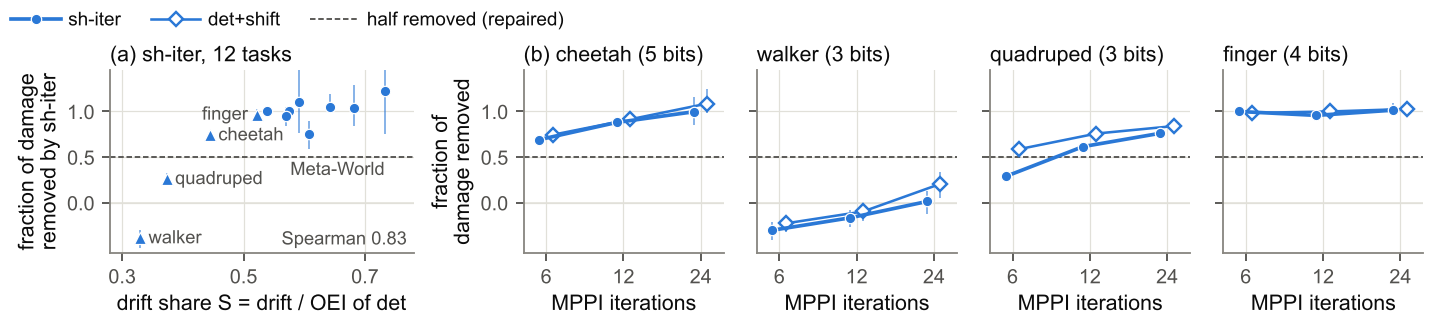 sh-iter
det+shift
half removed (repaired)
(a) sh-iter, 12 tasks
fraction of damage
removed by sh-iter
1.0
0.5
0.0
finger
cheetah
Meta-World
quadruped
walker
Spearman 0.83
0.3
0.5
0.7
drift share S = drift / OEI of det
(b) cheetah (5 bits)
fraction of
damage removed
1.0
0.5
0.0
6
12
24
MPPI iterations
walker (3 bits)
6
12
24
MPPI iterations
quadruped (3 bits)
6
12
24
MPPI iterations
finger (4 bits)
6
12
24
MPPI iterations